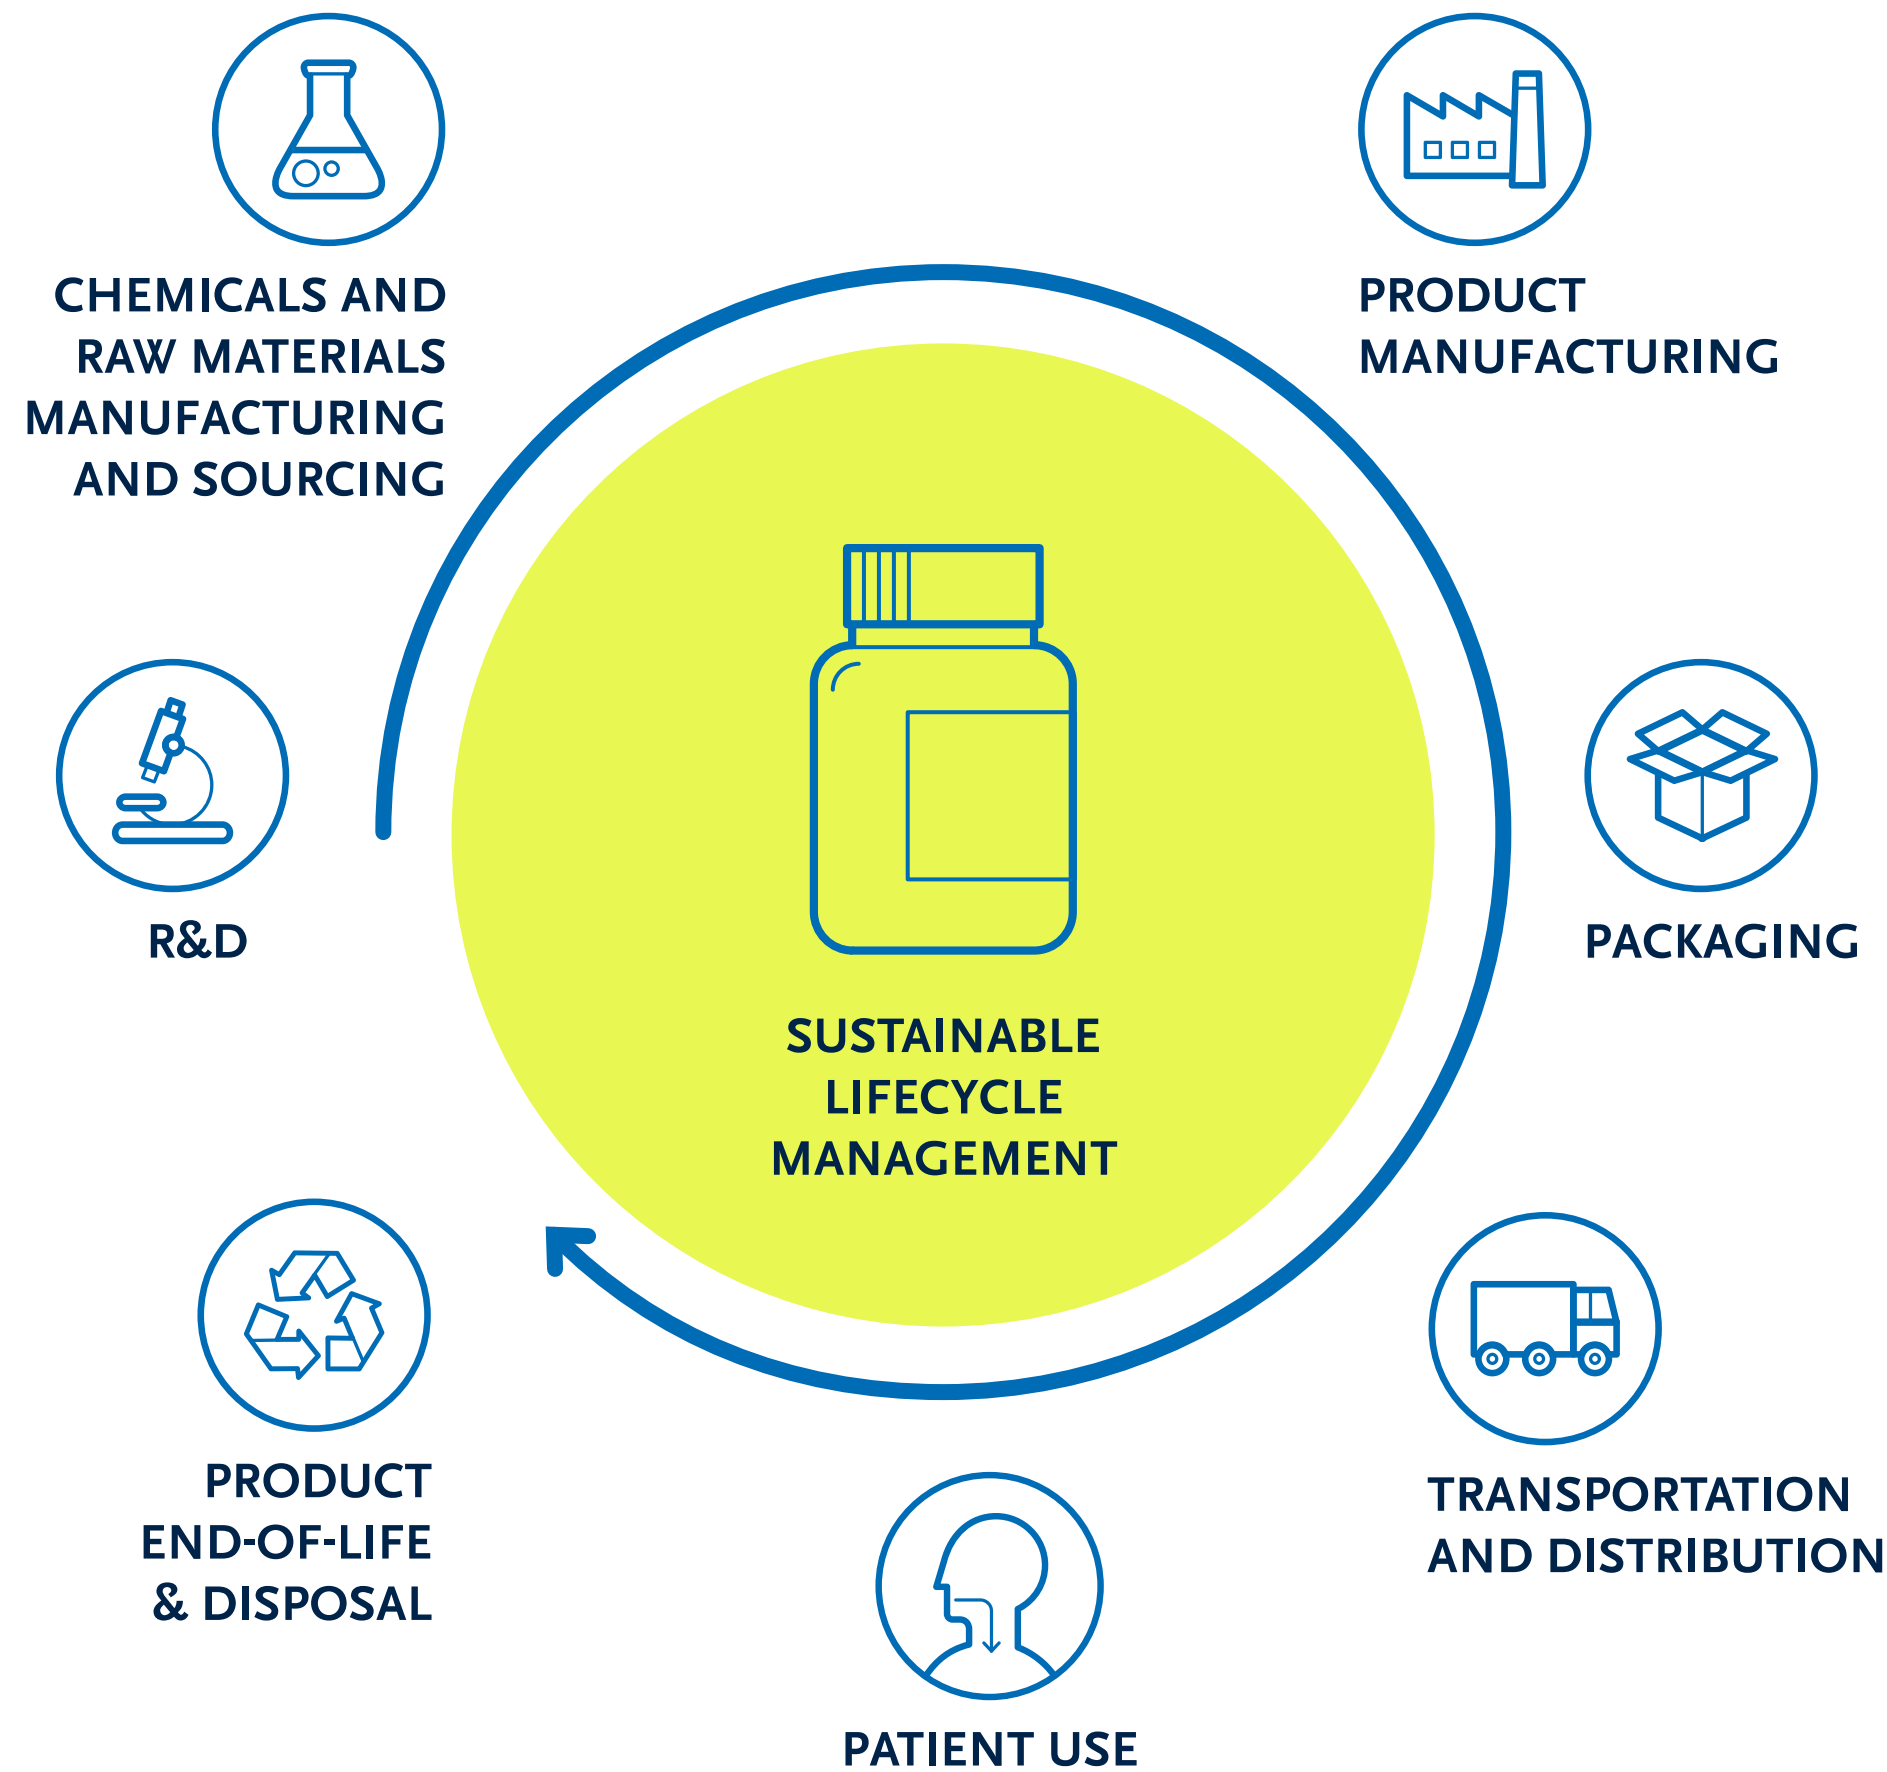 CHEMICALS AND
RAW MATERIALS
MANUFACTURING
AND SOURCING
PRODUCT
MANUFACTURING
R&D
PACKAGING
SUSTAINABLE
LIFECYCLE
MANAGEMENT
PRODUCT
END-OF-LIFE
& DISPOSAL
TRANSPORTATION
AND DISTRIBUTION
PATIENT USE